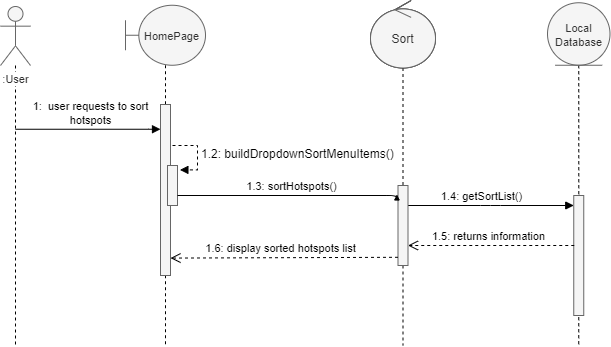 HomePage
Sort
Local
Database
:User
1:  user requests to sort
hotspots
1.2: buildDropdownSortMenuItems()
1.3: sortHotspots()
1.4: getSortList()
1.5: returns information
1.6: display sorted hotspots list